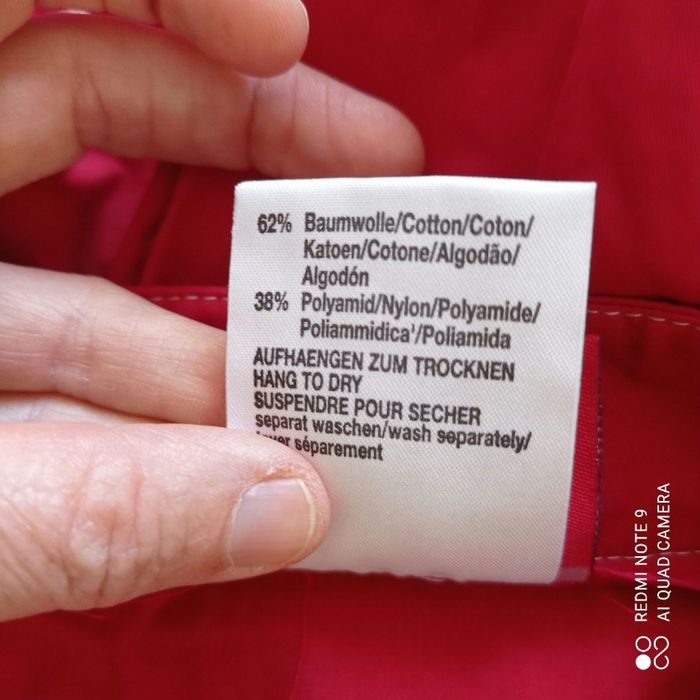 62% Baumwolle/Cotton/Coton/
Katoen/Cotone/Algodão/
Algodón
38% Polyamid/Nylon/Polyamide/
Poliammidica¹/Poliamida
AUFHAENGEN ZUM TROCKNEN
HANG TO DRY
SUSPENDRE POUR SECHER
separat waschen/wash separately/
séparement
REDMI NOTE 9
AI QUAD CAMERA